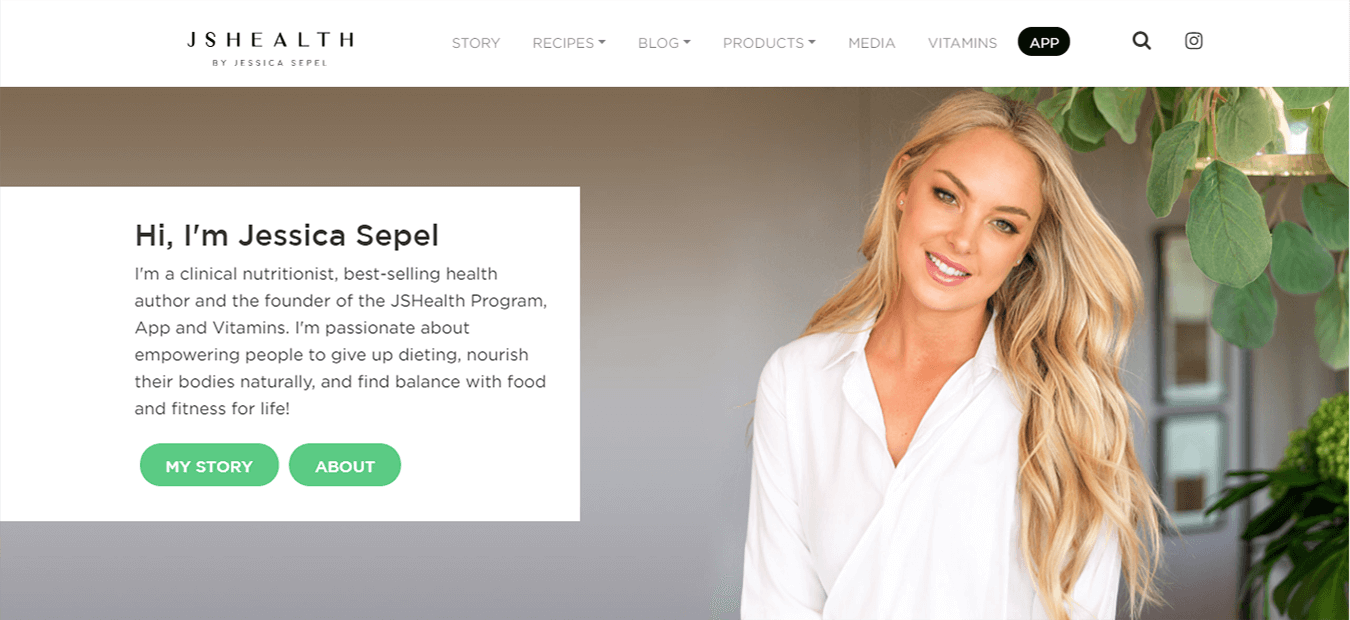 JSHEALTH
BY JESSICA SEPEL
STORY
RECIPES
BLOG
PRODUCTS
MEDIA
VITAMINS
APP
Hi, I'm Jessica Sepel
I'm a clinical nutritionist, best-selling health
author and the founder of the JSHealth Program,
App and Vitamins. I'm passionate about
empowering people to give up dieting, nourish
their bodies naturally, and find balance with food
and fitness for life!
MY STORY
ABOUT